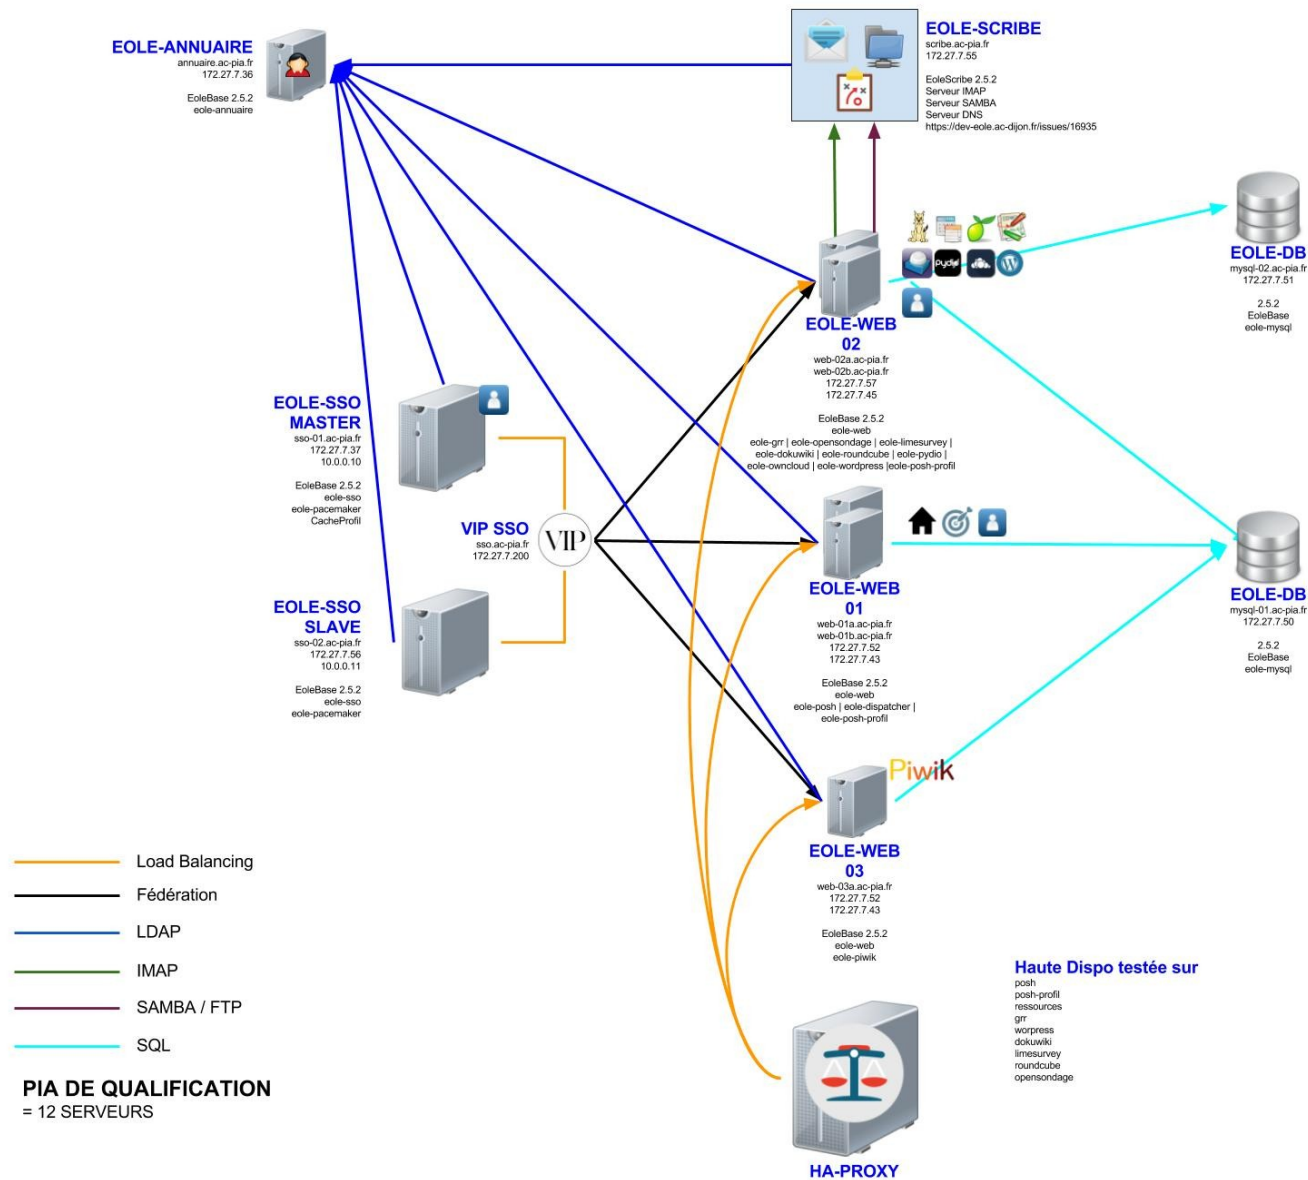 EOLE-ANNUAIRE
annuaire.ac-pia.fr
172.27.7.36
EoleBase 2.5.2
eole-annuaire
EOLE-SCRIBE
scribe.ac-pia.fr
172.27.7.55
EoleScribe 2.5.2
Serveur IMAP
Serveur SAMBA
Serveur DNS
https://dev-eole.ac-dijon.fr/issues/16935
EOLE-DB
mysql-02.ac-pia.fr
172.27.7.51
2.5.2
EoleBase
eole-mysql
pydio
EOLE-WEB
02
web-02a.ac-pia.fr
web-02b.ac-pia.fr
172.27.7.57
172.27.7.45
EoleBase 2.5.2
eole-web
eole-grr | eole-opensondage | eole-limesurvey |
eole-dokuwiki | eole-roundcube | eole-pydio |
eole-owncloud | eole-wordpress |eole-posh-profil
EOLE-SSO
MASTER
sso-01.ac-pia.fr
172.27.7.37
10.0.0.10
EoleBase 2.5.2
eole-sso
eole-pacemaker
CacheProfil
VIP SSO
sso.ac-pia.fr
172.27.7.200
VIP
EOLE-SSO
SLAVE
sso-02.ac-pia.fr
172.27.7.56
10.0.0.11
EoleBase 2.5.2
eole-sso
eole-pacemaker
EOLE-WEB
01
web-01a.ac-pia.fr
web-01b.ac-pia.fr
172.27.7.52
172.27.7.43
EoleBase 2.5.2
eole-web
eole-posh | eole-dispatcher |
eole-posh-profil
EOLE-DB
mysql-01.ac-pia.fr
172.27.7.50
2.5.2
EoleBase
eole-mysql
Piwik
EOLE-WEB
03
web-03a.ac-pia.fr
172.27.7.52
172.27.7.43
EoleBase 2.5.2
eole-web
eole-piwik
Load Balancing
Fédération
LDAP
IMAP
SAMBA / FTP
SQL
PIA DE QUALIFICATION
= 12 SERVEURS
Haute Dispo testée sur
posh
posh-profil
ressources
grr
worpress
dokuwiki
limesurvey
roundcube
opensondage
HA-PROXY